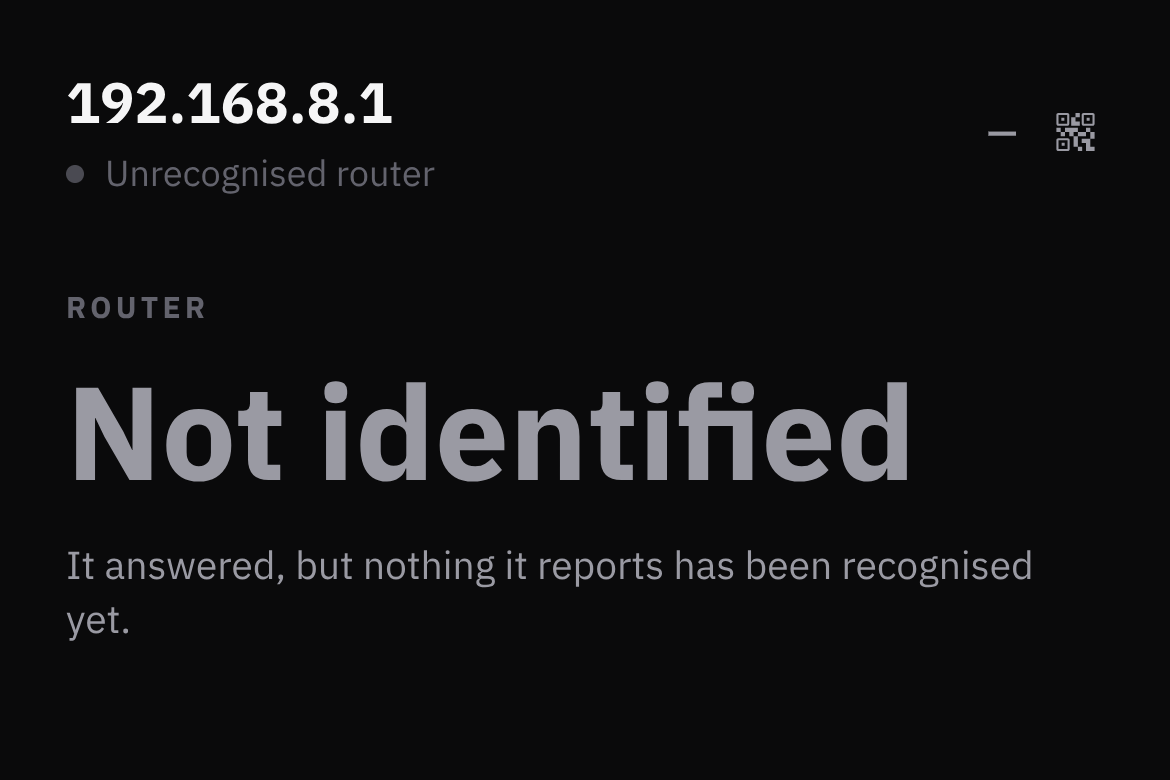 192.168.8.1
Unrecognised router
ROUTER
Not identified
It answered, but nothing it reports has been recognised
yet.